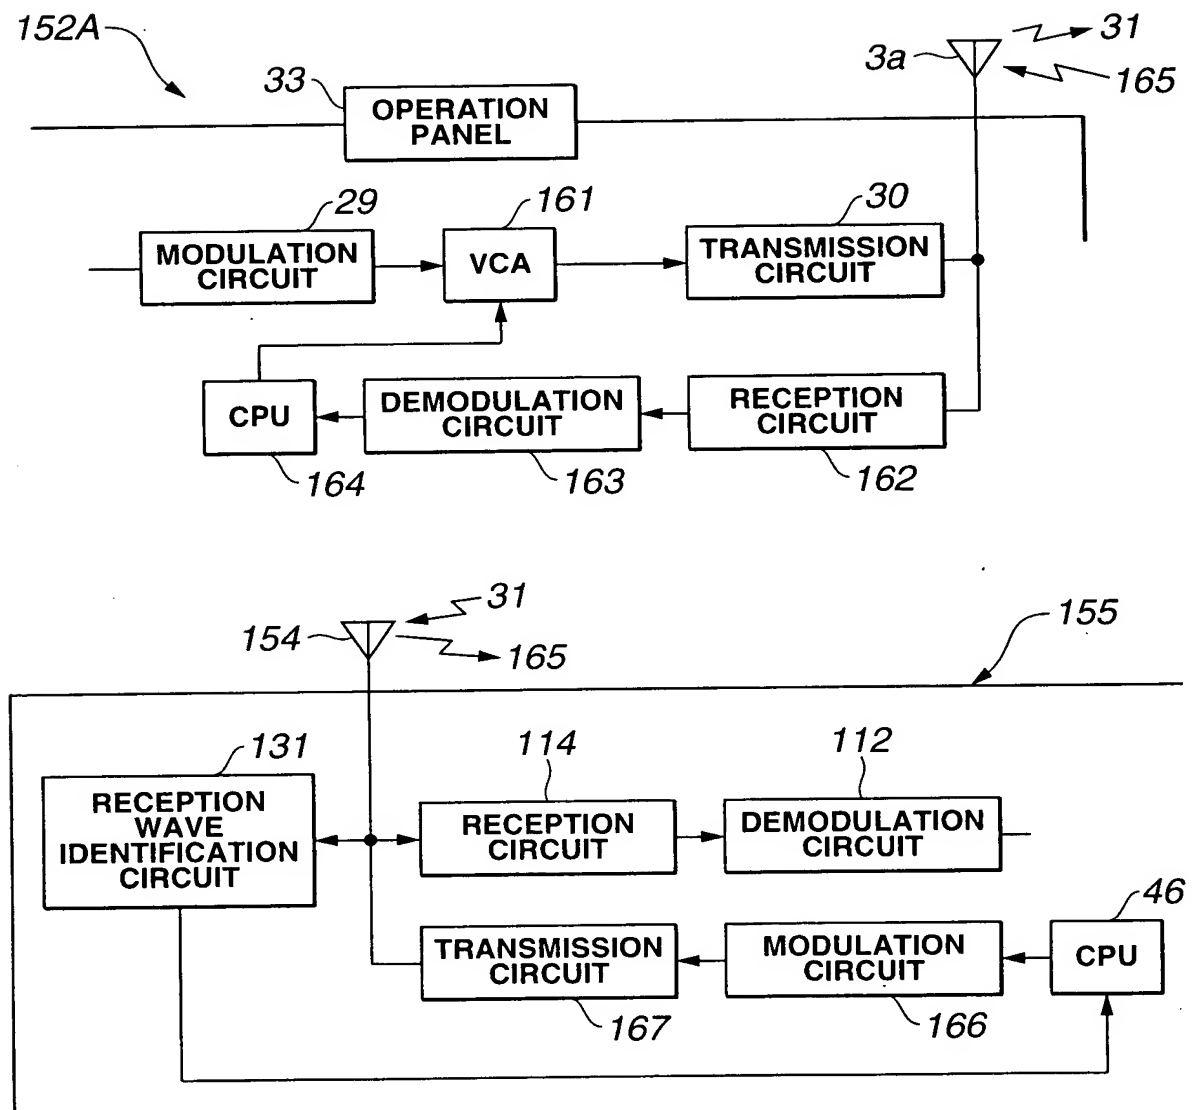 152A
31
3a
165
33
OPERATION
PANEL
29
161
30
MODULATION
CIRCUIT
VCA
TRANSMISSION
CIRCUIT
CPU
DEMODULATION
CIRCUIT
RECEPTION
CIRCUIT
164
163
162
31
154
165
155
131
114
112
RECEPTION
WAVE
IDENTIFICATION
CIRCUIT
RECEPTION
CIRCUIT
DEMODULATION
CIRCUIT
46
TRANSMISSION
CIRCUIT
MODULATION
CIRCUIT
CPU
167
166